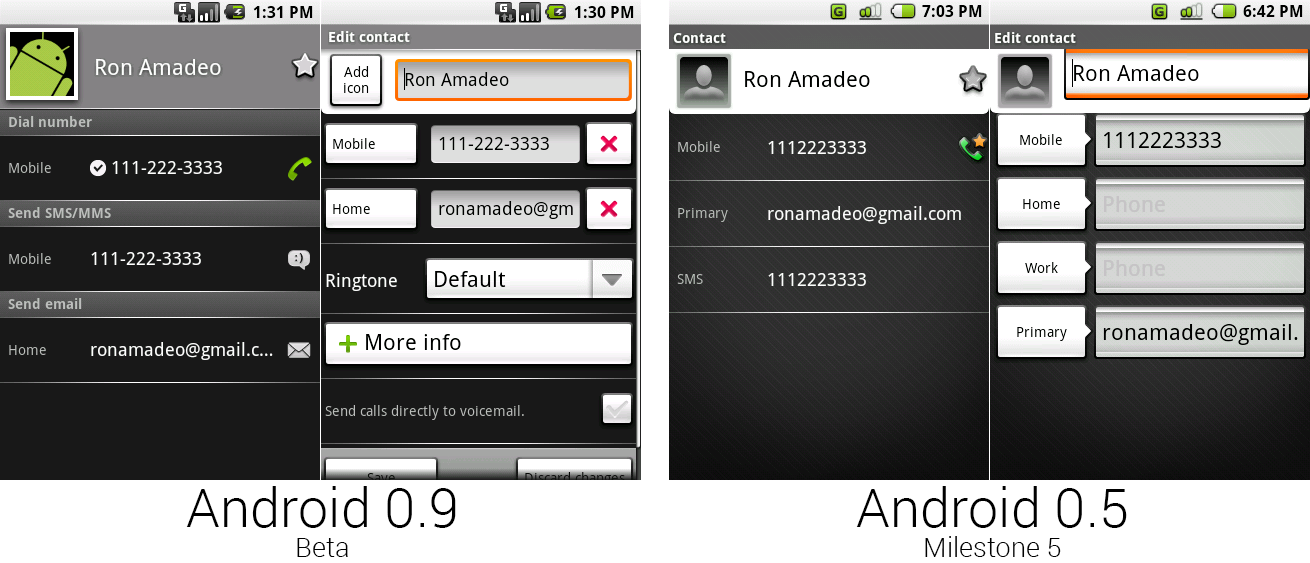 1:31 PM
Ron Amadeo
Dial number
Mobile 111-222-3333
Send SMS/MMS
Mobile 111-222-3333
Send email
Home ronamadeo@gmail.c...
1:30 PM
Edit contact
Add
icon
Ron Amadeo
Mobile 111-222-3333
Home ronamadeo@gm
Ringtone Default
More info
Send calls directly to voicemail.
Save Discard changes
Android 0.9
Beta
G 7:03 PM
Contact
Ron Amadeo
Mobile 1112223333
Primary ronamadeo@gmail.com
SMS 1112223333
G 6:42 PM
Edit contact
Ron Amadeo
Mobile 1112223333
Home Phone
Work Phone
Primary ronamadeo@gmail.
Android 0.5
Milestone 5